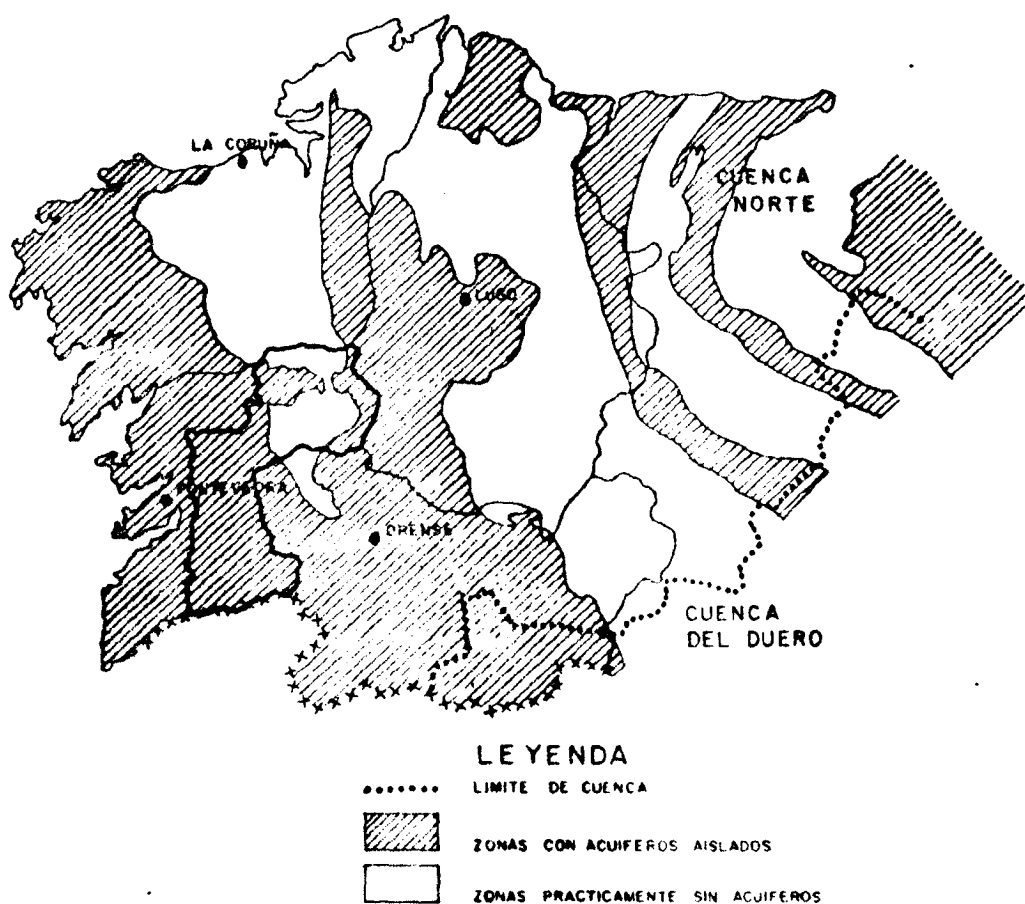 LA CORUÑA
CUENCA
NORTE
LUGO
PONTEVEDRA
ORENSE
CUENCA
DEL DUERO
LEYENDA
LIMITE DE CUENCA
ZONAS CON ACUIFEROS AISLADOS
ZONAS PRACTICAMENTE SIN ACUIFEROS